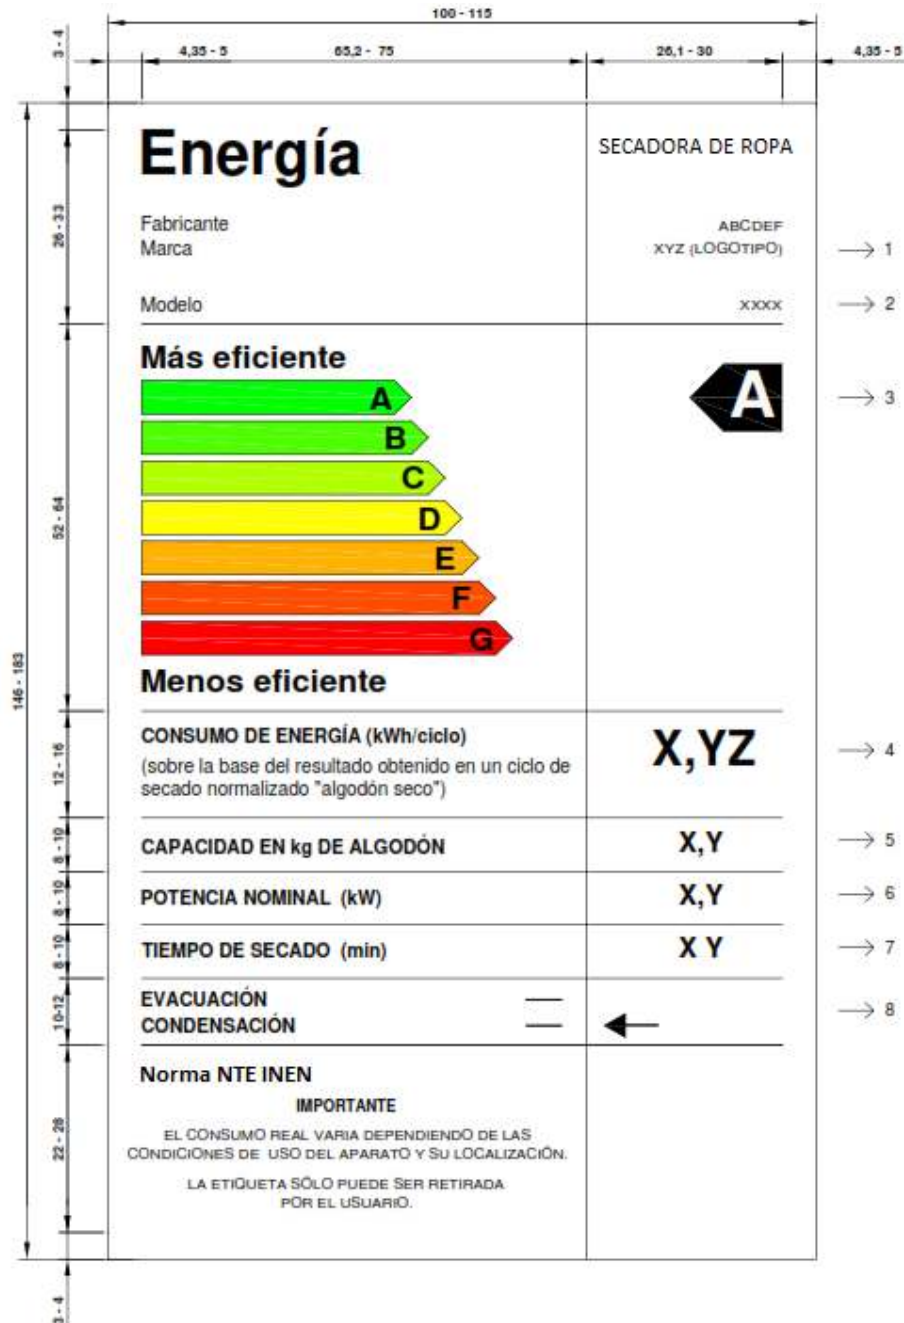 100 - 115
3 - 4
4,35 - 5
65,2 - 75
26,1 - 30
4,35 - 5
Energía
SECADORA DE ROPA
26 - 33
Fabricante
ABCDEF
Marca
XYZ (LOGOTIPO)
1
Modelo
XXXX
2
Más eficiente
A
A
3
B
C
D
52 - 64
E
F
G
146 - 183
Menos eficiente
CONSUMO DE ENERGÍA (kWh/ciclo)
X,YZ
4
12 - 16
(sobre la base del resultado obtenido en un ciclo de
secado normalizado "algodón seco")
8 - 10
CAPACIDAD EN kg DE ALGODÓN
X,Y
5
8 - 10
POTENCIA NOMINAL (kW)
X,Y
6
8 - 10
TIEMPO DE SECADO (min)
X Y
7
10-12
EVACUACIÓN
8
CONDENSACIÓN
Norma NTE INEN
IMPORTANTE
22 - 28
EL CONSUMO REAL VARIA DEPENDIENDO DE LAS
CONDICIONES DE USO DEL APARATO Y SU LOCALIZACIÓN.
LA ETIQUETA SÓLO PUEDE SER RETIRADA
POR EL USUARIO.
3 - 4